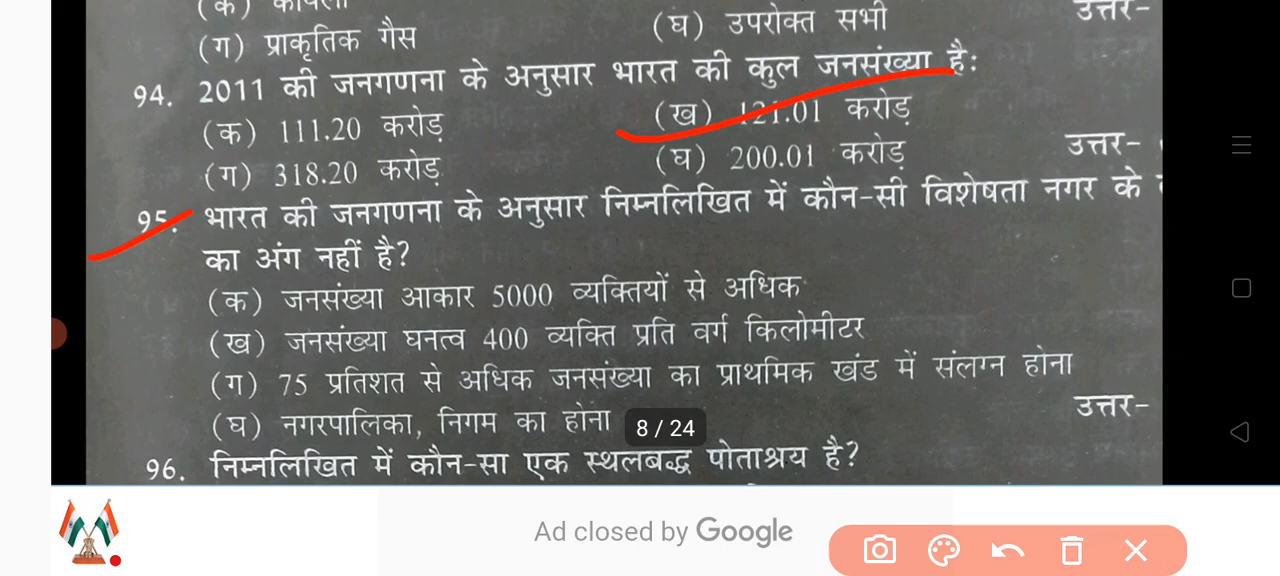 (क) कोयला
(घ) उपरोक्त सभी
उत्तर-
(ग) प्राकृतिक गैस
94. 2011 की जनगणना के अनुसार भारत की कुल जनसंख्या है:
(क) 111.20 करोड़
(ख) 121.01 करोड़
(ग) 318.20 करोड़
(घ) 200.01 करोड़
उत्तर-
95. भारत की जनगणना के अनुसार निम्नलिखित में कौन-सी विशेषता नगर के
का अंग नहीं है?
(क) जनसंख्या आकार 5000 व्यक्तियों से अधिक
(ख) जनसंख्या घनत्व 400 व्यक्ति प्रति वर्ग किलोमीटर
(ग) 75 प्रतिशत से अधिक जनसंख्या का प्राथमिक खंड में संलग्न होना
(घ) नगरपालिका, निगम का होना
उत्तर-
8 / 24
96. निम्नलिखित में कौन-सा एक स्थलबद्ध पोताश्रय है?
Ad closed by Google